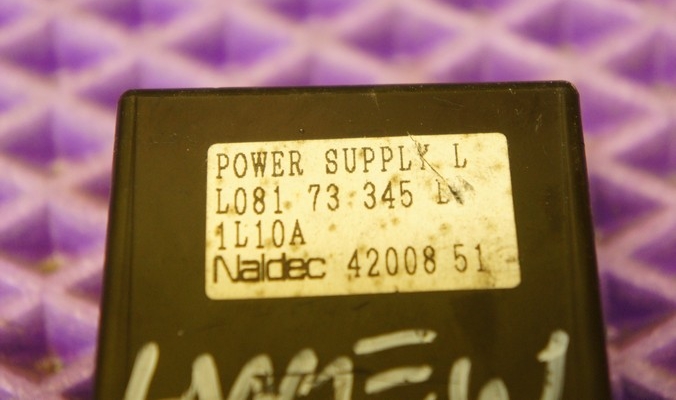 POWER SUPPLY L
L081 73 345
1L10A
Naldec 42008 51